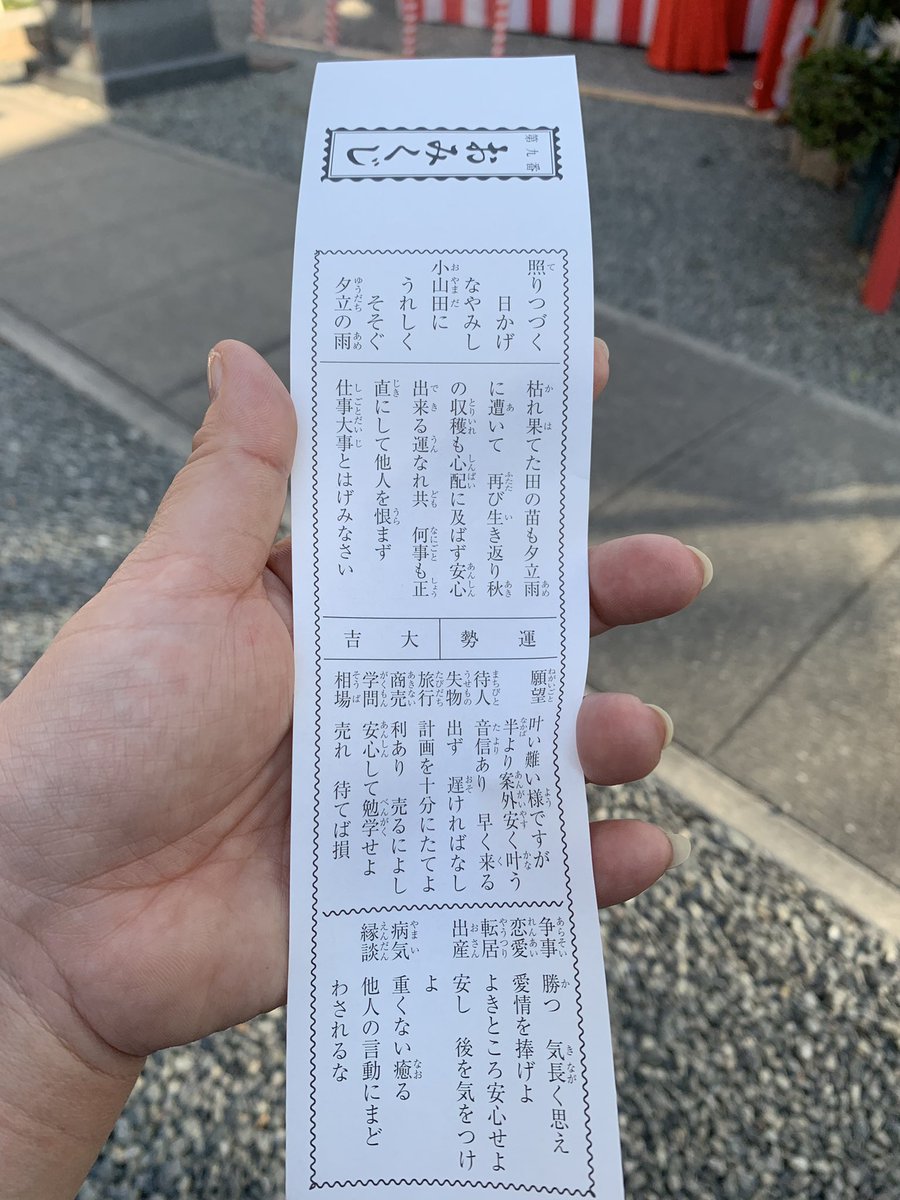 第九番
おみくじ
照りつづく
日かげ
なやみし
小山田に
うれしく
そそぐ
夕立の雨
枯れ果てた田の苗も夕立雨
に遭いて 再び生き返り秋
の収穫も心配に及ばず安心
出来る運なれ共 何事も正
直にして他人を恨まず
仕事大事とはげみなさい
運勢 大吉
願望 叶い難い様ですが
半より案外安く叶う
待人 音信あり 早く来る
失物 出ず 遅ければなし
旅行 計画を十分にたてよ
商売 利あり 売るによし
学問 安心して勉学せよ
相場 売れ 待てば損
争事 勝つ 気長く思え
恋愛 愛情を捧げよ
転居 よきところ安心せよ
出産 安し 後を気をつけ
よ
病気 重くない癒る
縁談 他人の言動にまど
わされるな